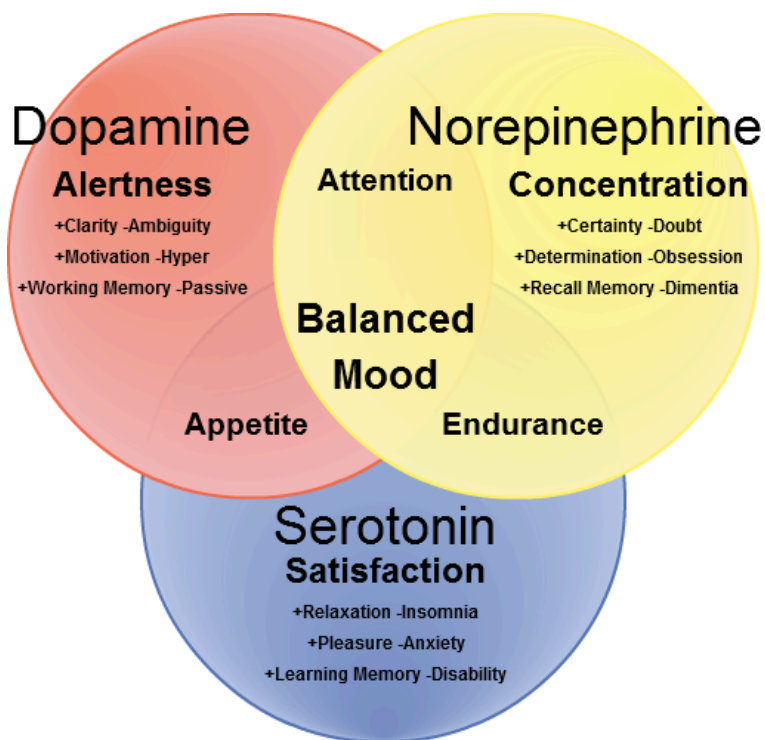 Dopamine
Alertness
+Clarity -Ambiguity
+Motivation -Hyper
+Working Memory -Passive
Attention
Norepinephrine
Concentration
+Certainty -Doubt
+Determination -Obsession
+Recall Memory -Dimentia
Balanced
Mood
Appetite
Endurance
Serotonin
Satisfaction
+Relaxation -Insomnia
+Pleasure -Anxiety
+Learning Memory -Disability